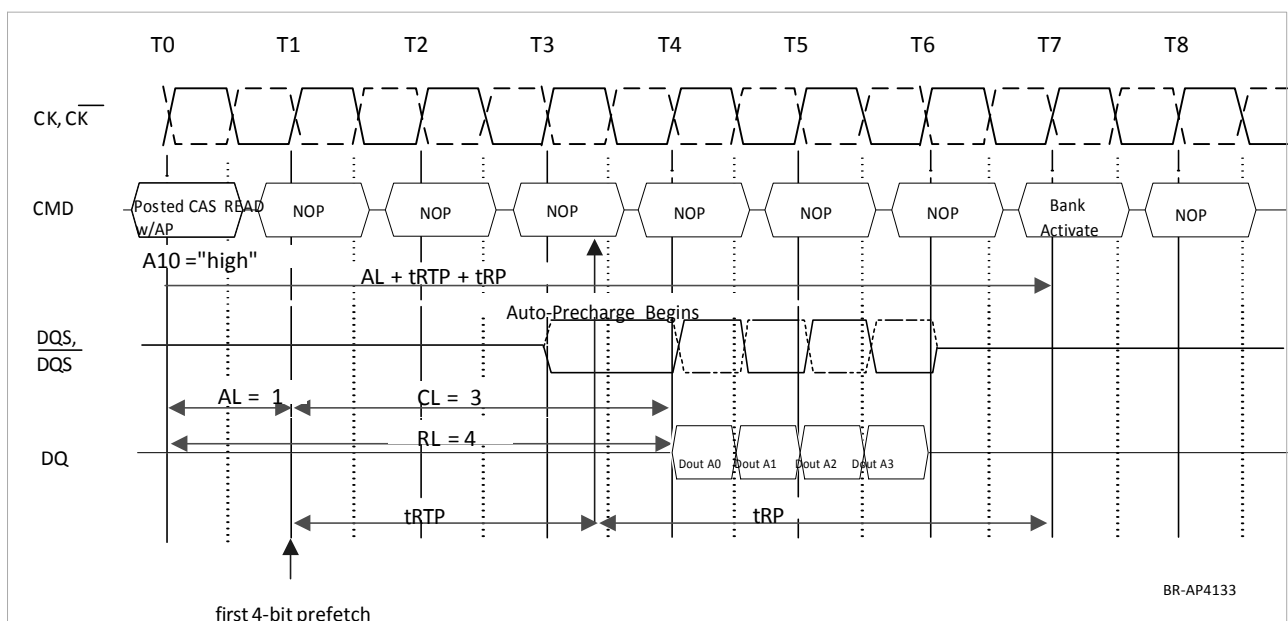 T0 T1 T2 T3 T4 T5 T6 T7 T8
CK, CK
CMD
Posted CAS READ
w/AP
NOP NOP NOP NOP NOP NOP
Bank
Activate
NOP
A10 ="high"
AL + tRTP + tRP
Auto-Precharge Begins
DQS,
DQS
AL = 1
CL = 3
RL = 4
DQ
Dout A0 Dout A1 Dout A2 Dout A3
tRTP
tRP
first 4-bit prefetch
BR-AP4133